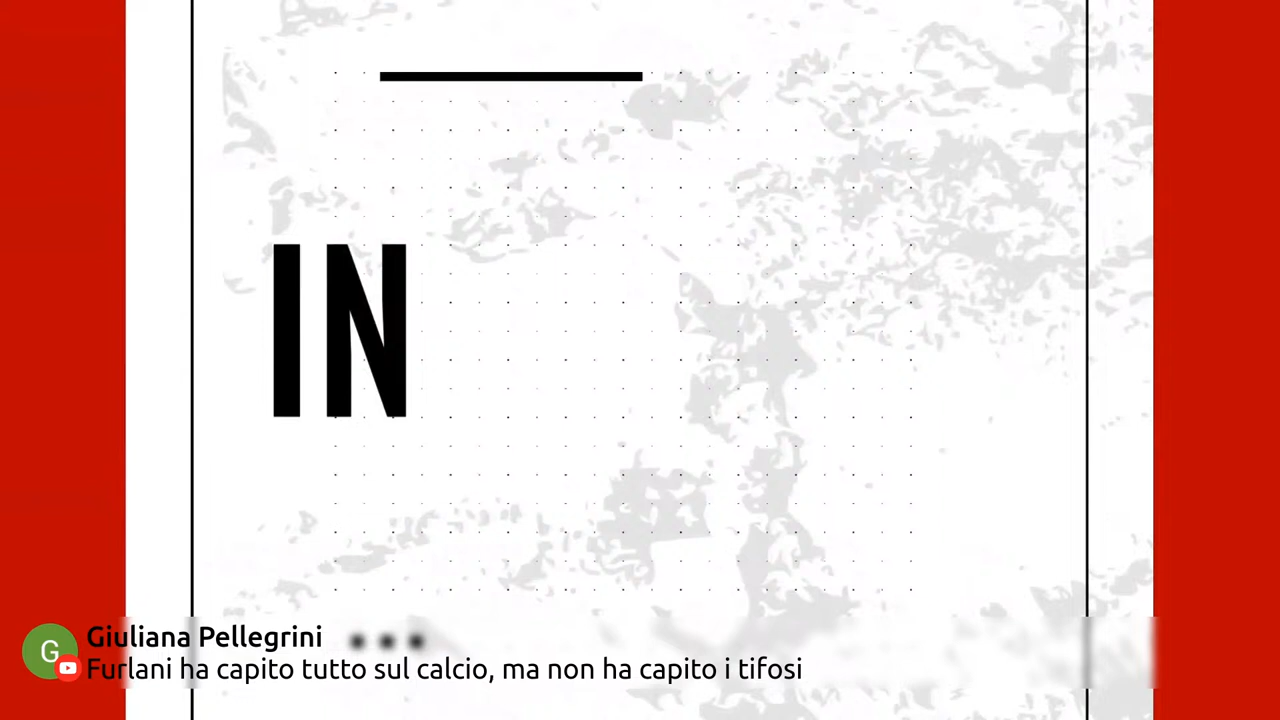 IN
Giuliana Pellegrini
G
Furlani ha capito tutto sul calcio, ma non ha capito i tifosi